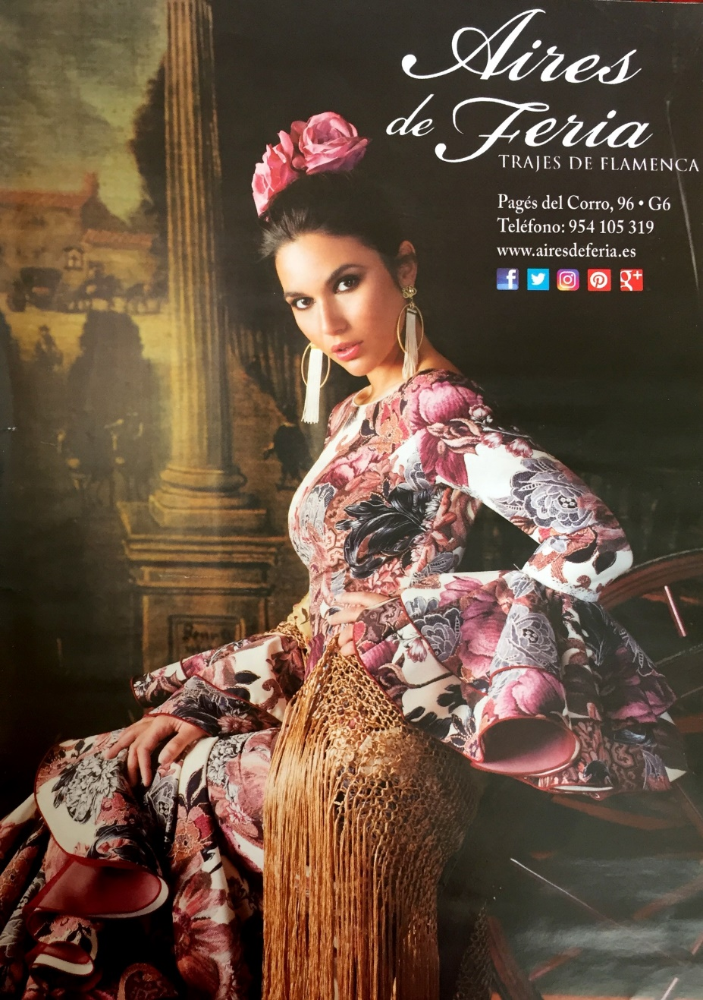 Aires
de Feria
TRAJES DE FLAMENCA
Pagés del Corro, 96 • G6
Teléfono: 954 105 319
www.airesdeferia.es
f
g+